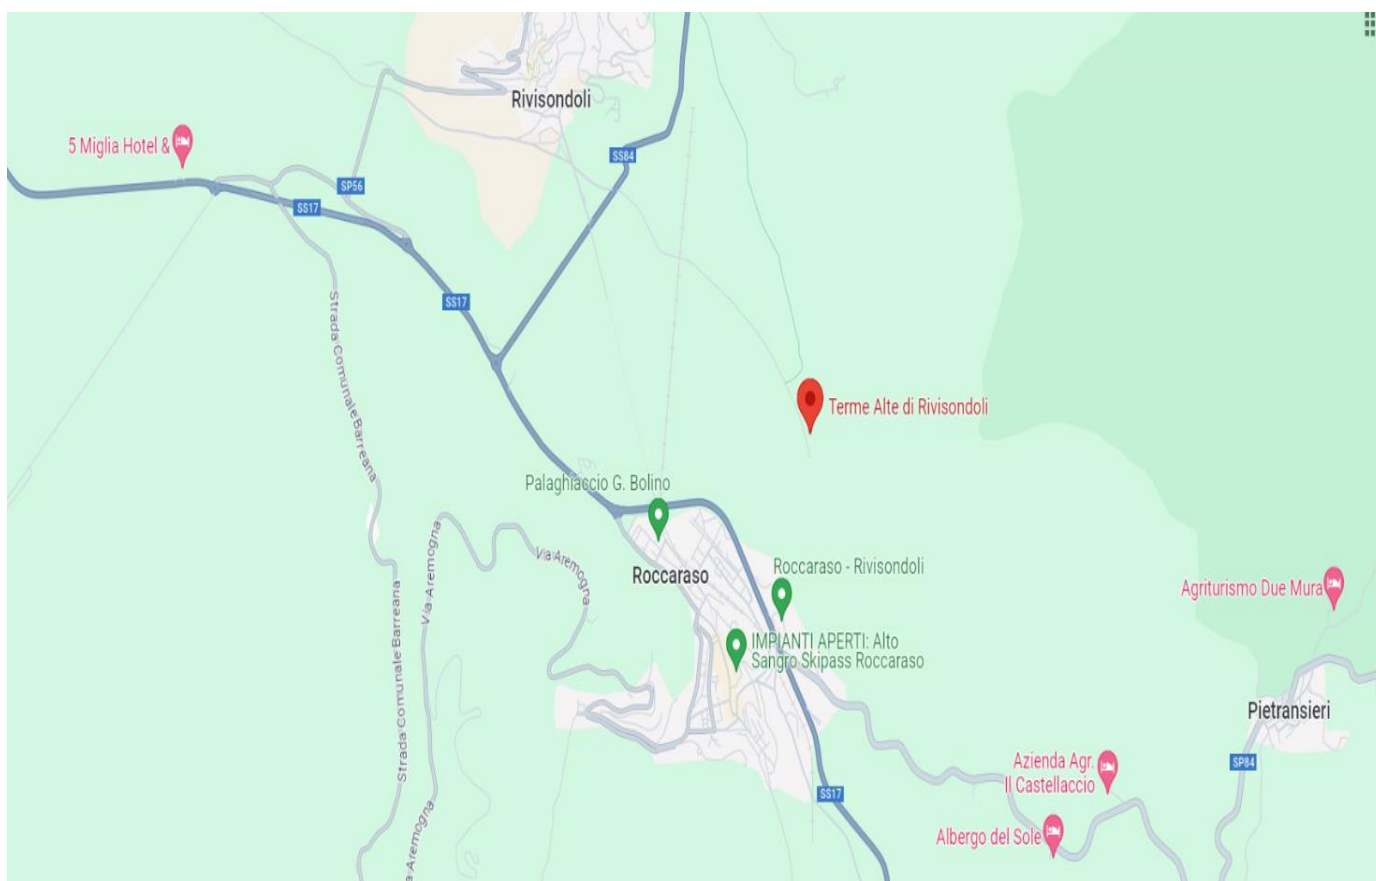 Rivisondoli
5 Miglia Hotel &
SS84
SP56
SS17
SS17
Strada Comunale Barreana
Terme Alte di Rivisondoli
Palaghiaccio G. Bolino
Via Aremogna
Via Aremogna
Roccaraso
Roccaraso - Rivisondoli
Agriturismo Due Mura
Strada Comunale Barreana
IMPIANTI APERTI: Alto
Sangro Skipass Roccaraso
Pietransieri
Azienda Agr.
Il Castellaccio
SP84
SS17
Albergo del Sole
a Aremogna